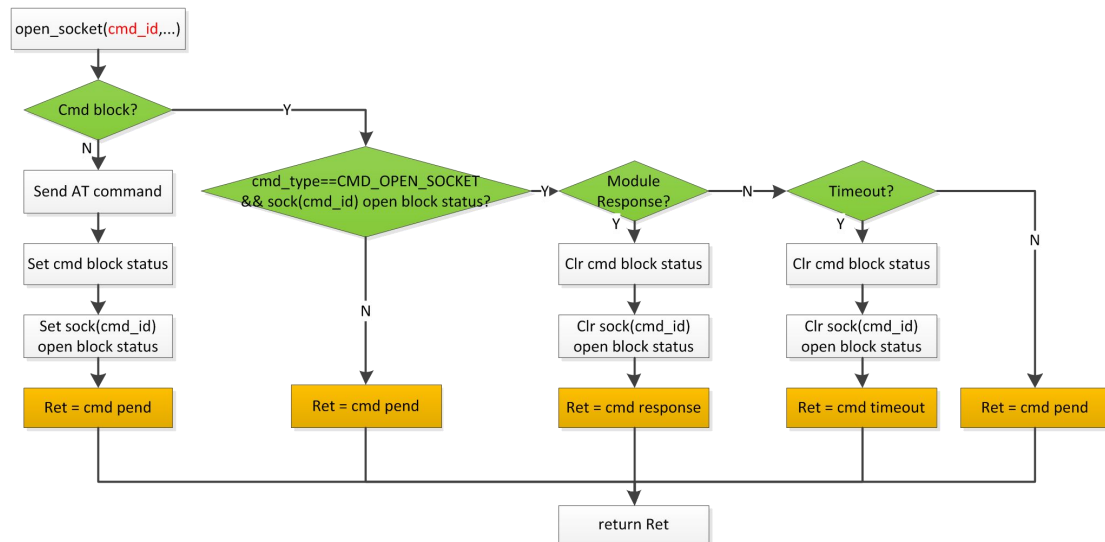 open_socket(cmd_id,...)
Cmd block?
Y
N
Send AT command
Set cmd block status
Set sock(cmd_id)
open block status
Ret = cmd pend
cmd_type==CMD_OPEN_SOCKET
&& sock(cmd_id) open block status?
Y
N
Ret = cmd pend
Module
Response?
N
Y
Clr cmd block status
Clr sock(cmd_id)
open block status
Ret = cmd response
Timeout?
Y
N
Clr cmd block status
Clr sock(cmd_id)
open block status
Ret = cmd timeout
Ret = cmd pend
return Ret